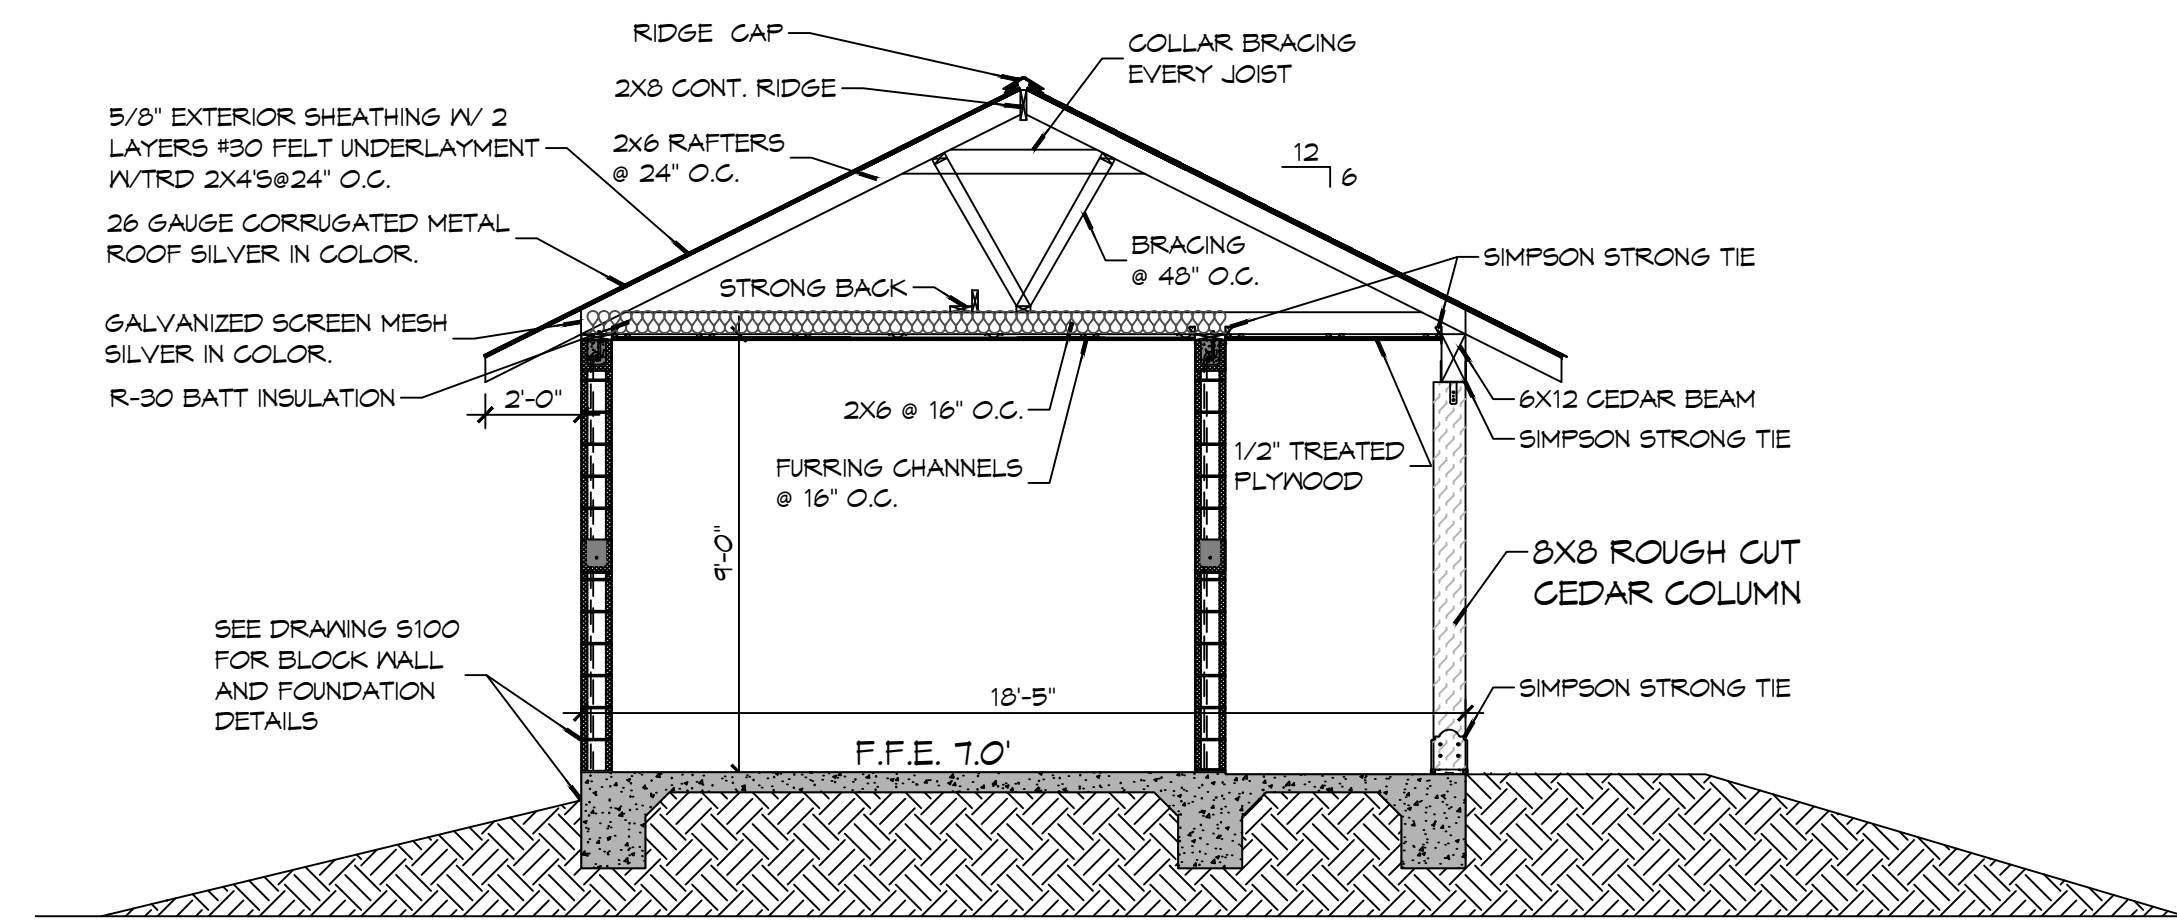 RIDGE CAP
COLLAR BRACING
EVERY JOIST
2X8 CONT. RIDGE
5/8" EXTERIOR SHEATHING W/ 2
LAYERS #30 FELT UNDERLAYMENT
W/TRD 2X4'S@24" O.C.
2x6 RAFTERS
@ 24" O.C.
12
6
26 GAUGE CORRUGATED METAL
ROOF SILVER IN COLOR.
BRACING
@ 48" O.C.
SIMPSON STRONG TIE
STRONG BACK
GALVANIZED SCREEN MESH
SILVER IN COLOR.
R-30 BATT INSULATION
2'-0"
2X6 @ 16" O.C.
6X12 CEDAR BEAM
SIMPSON STRONG TIE
1/2" TREATED
PLYWOOD
FURRING CHANNELS
@ 16" O.C.
9'-0"
8X8 ROUGH CUT
CEDAR COLUMN
SEE DRAWING S100
FOR BLOCK WALL
AND FOUNDATION
DETAILS
18'-5"
SIMPSON STRONG TIE
F.F.E. 7.0'